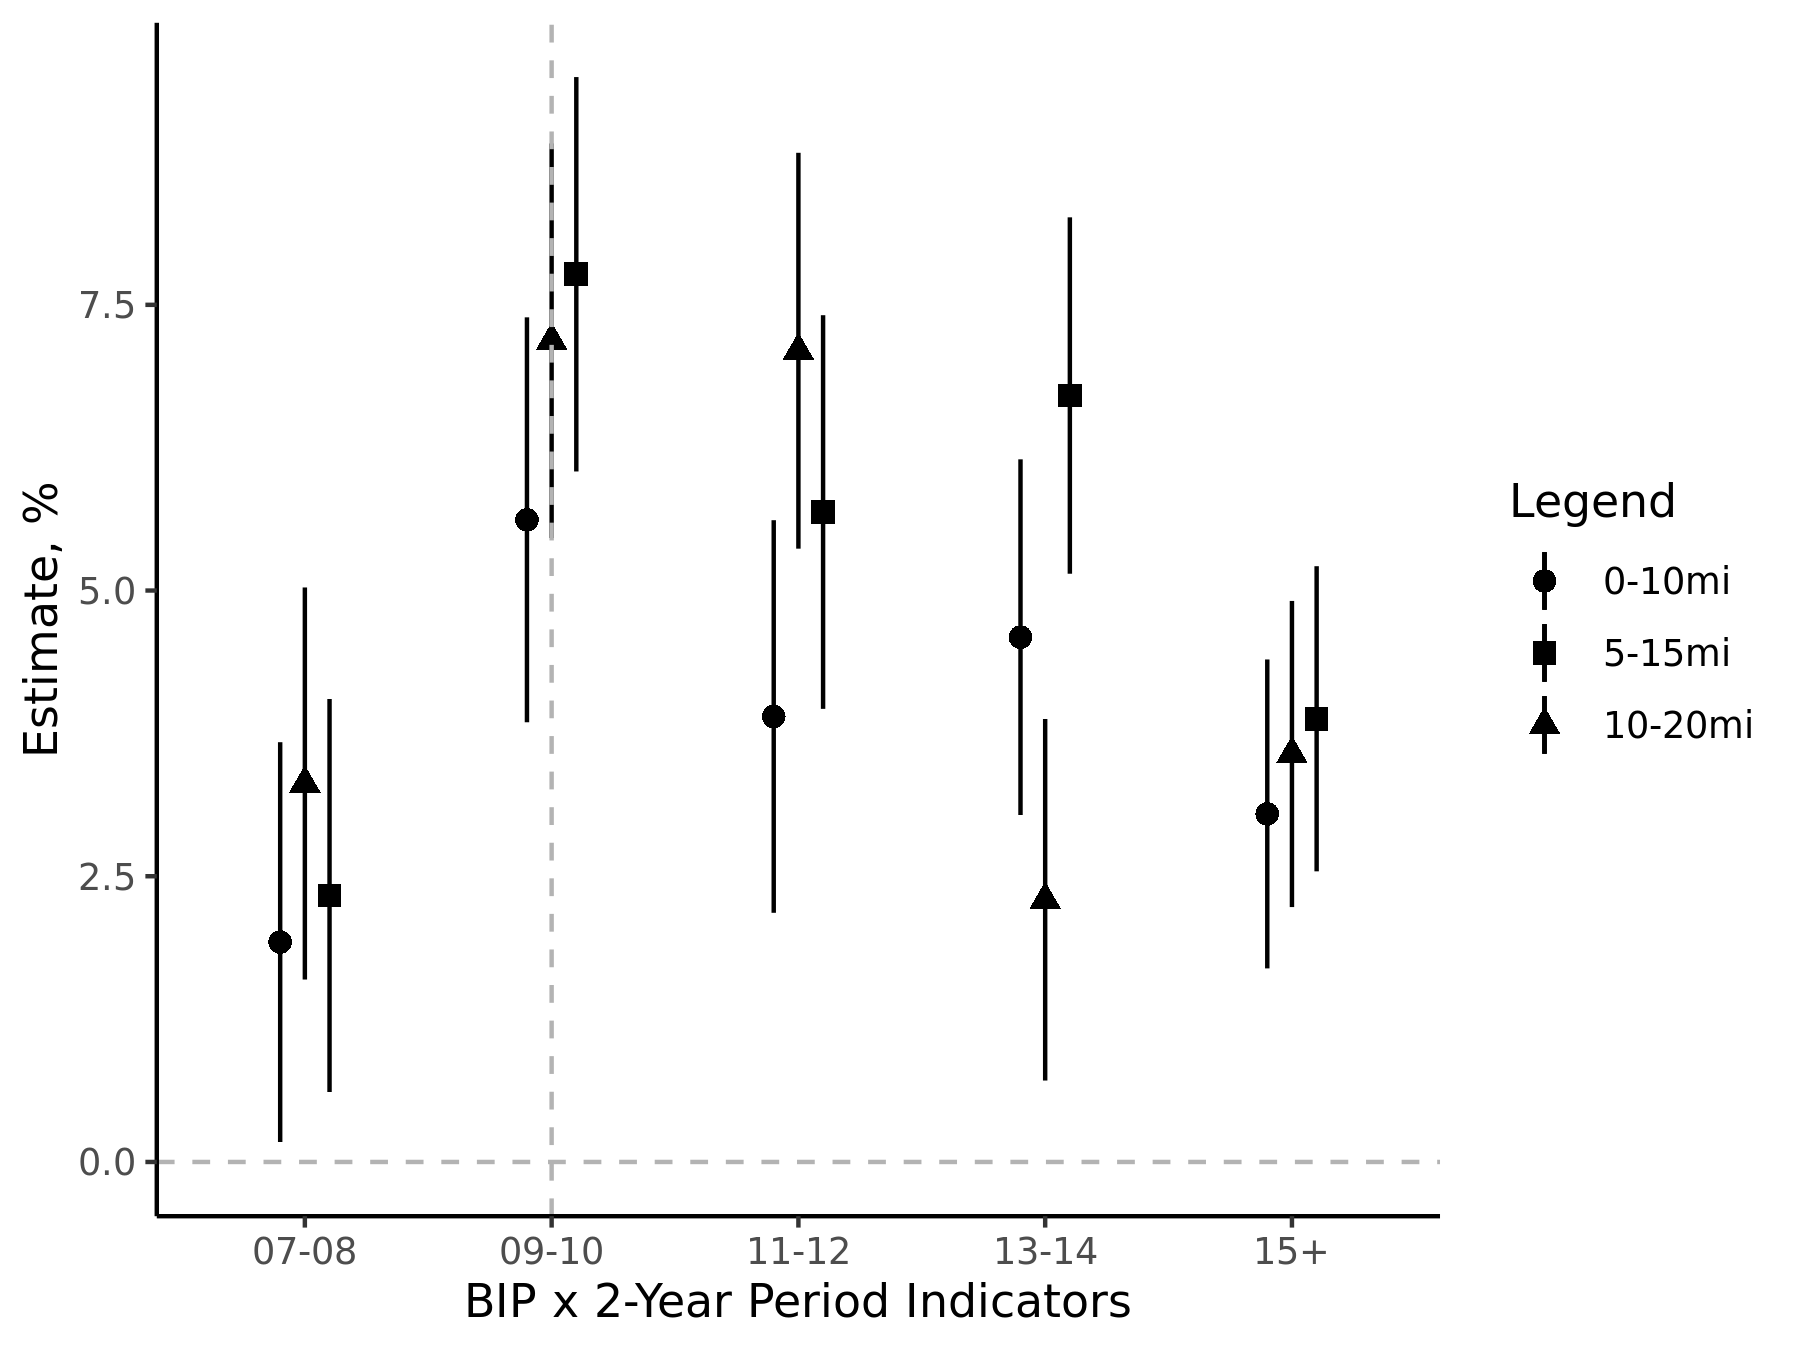 Estimate, %
7.5
5.0
2.5
0.0
07-08
09-10
11-12
13-14
15+
BIP x 2-Year Period Indicators
Legend
0-10mi
5-15mi
10-20mi